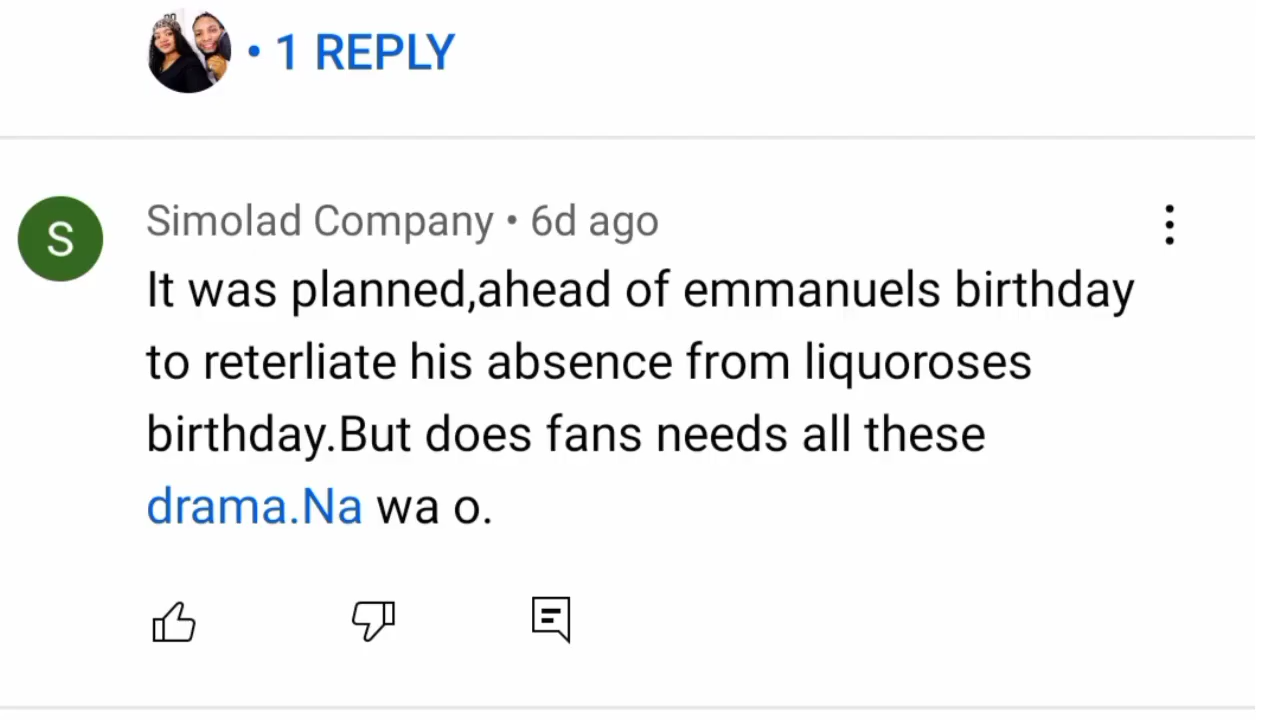 • 1 REPLY
S
Simolad Company • 6d ago
It was planned,ahead of emmanuels birthday
to reterliate his absence from liquoroses
birthday.But does fans needs all these
drama.Na wa o.